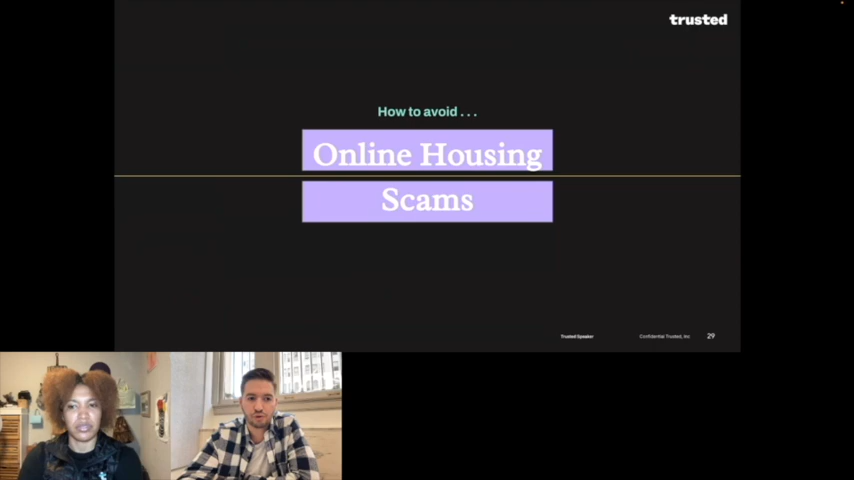 trusted
How to avoid . . .
Online Housing
Scams
Trusted Speaker
Confidential Trusted, Inc
29